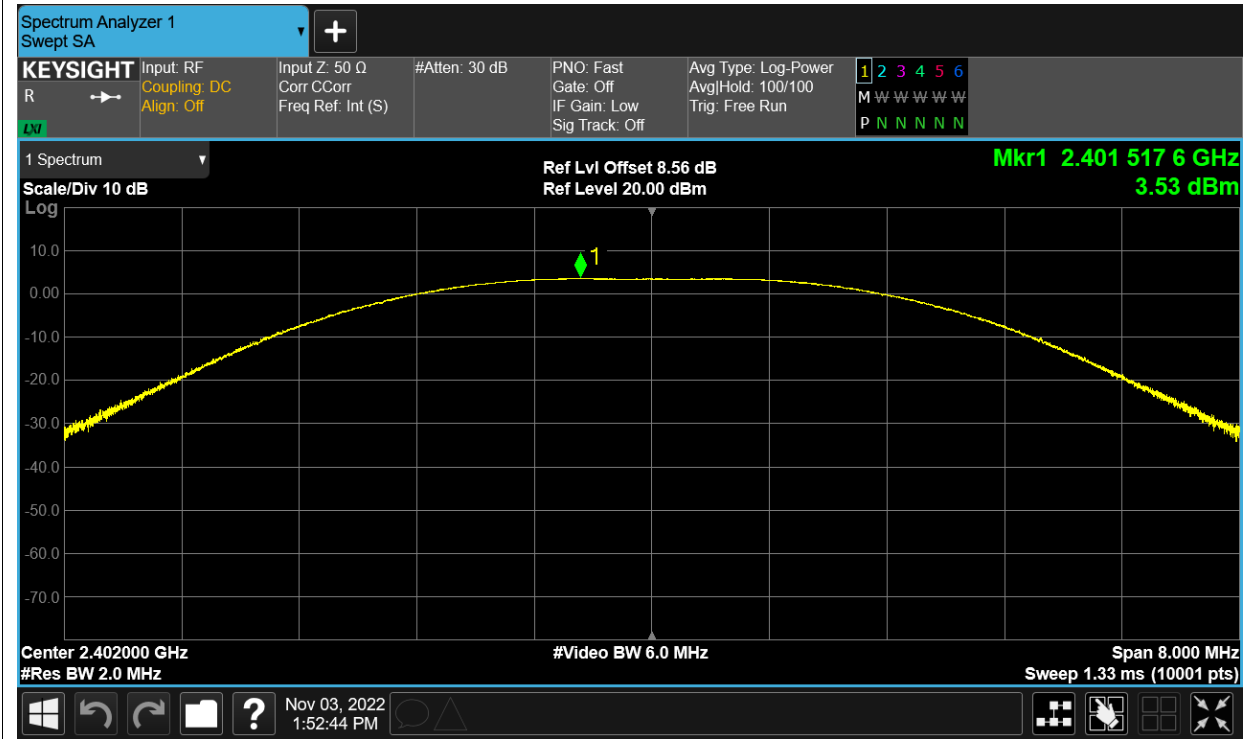 Spectrum Analyzer 1
Swept SA
KEYSIGHT
R
LXI
Input: RF
Coupling: DC
Align: Off
Input Z: 50 Ω
Corr CCorr
Freq Ref: Int (S)
#Atten: 30 dB
PNO: Fast
Gate: Off
IF Gain: Low
Sig Track: Off
Avg Type: Log-Power
Avg|Hold: 100/100
Trig: Free Run
1 2 3 4 5 6
M W W W W W
P N N N N N
1 Spectrum
Scale/Div 10 dB
Ref Lvl Offset 8.56 dB
Ref Level 20.00 dBm
Mkr1 2.401 517 6 GHz
3.53 dBm
Log
10.0
1
0.00
-10.0
-20.0
-30.0
-40.0
-50.0
-60.0
-70.0
Center 2.402000 GHz
#Video BW 6.0 MHz
Span 8.000 MHz
#Res BW 2.0 MHz
Sweep 1.33 ms (10001 pts)
?
Nov 03, 2022
1:52:44 PM